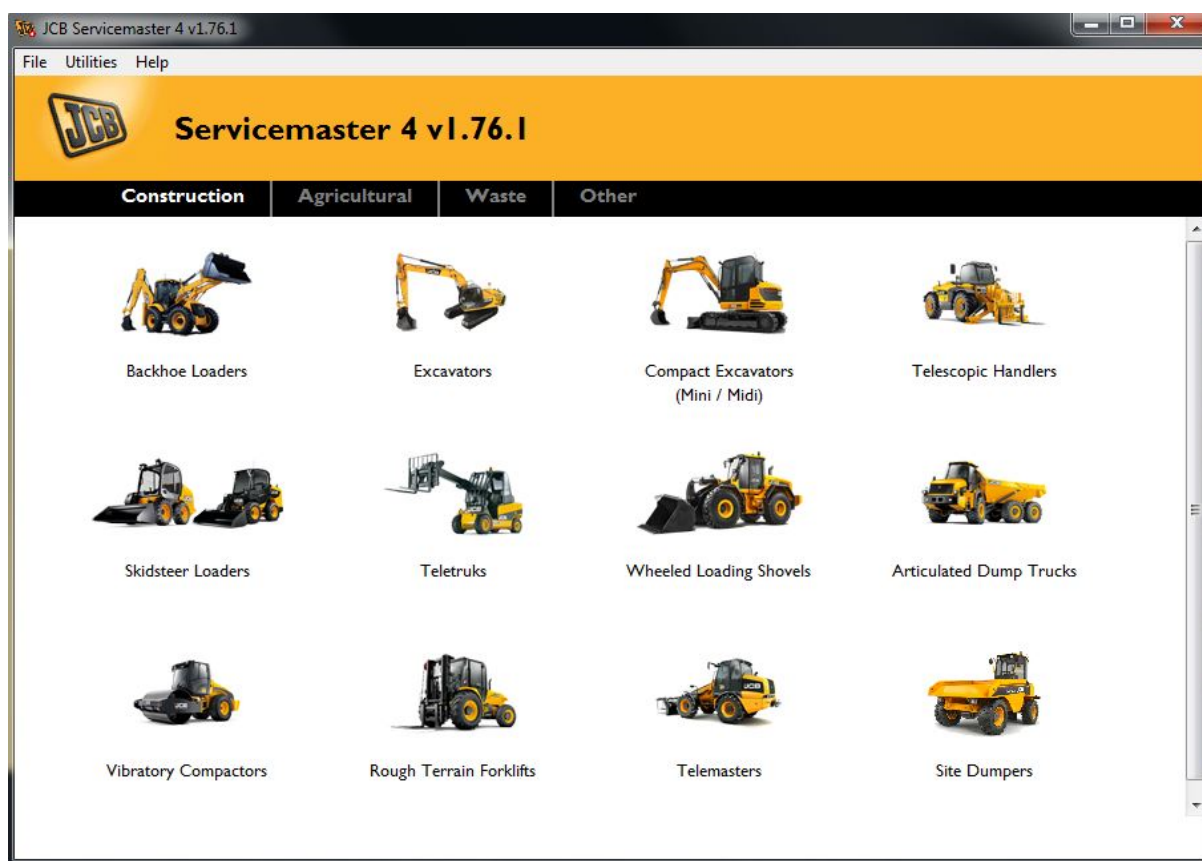 JCB Servicemaster 4 v1.76.1
File Utilities Help
JCB
Servicemaster 4 v1.76.1
Construction Agricultural Waste Other
Backhoe Loaders
Excavators
Compact Excavators
(Mini / Midi)
Telescopic Handlers
Skidsteer Loaders
Teletruks
Wheeled Loading Shovels
Articulated Dump Trucks
Vibratory Compactors
Rough Terrain Forklifts
Telemasters
Site Dumpers